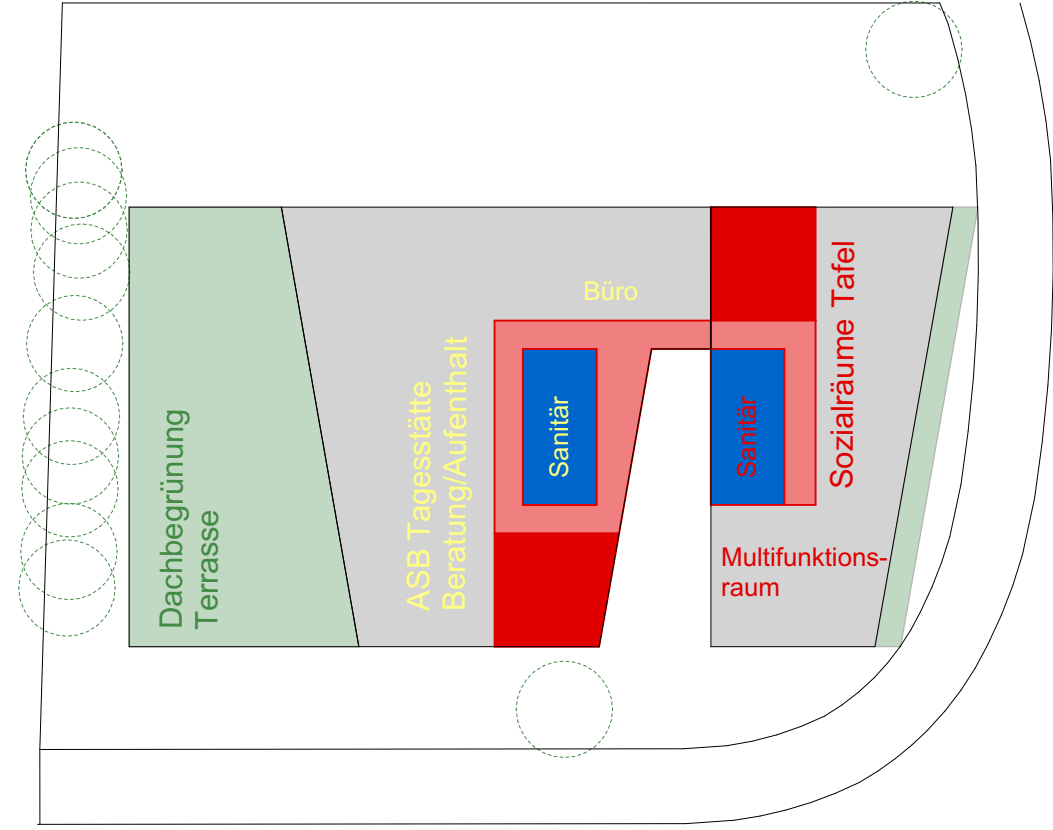 Dachbegrünung
Terrasse
ASB Tagesstätte
Beratung/Aufenthalt
Büro
Sanitär
Sanitär
Sozialräume Tafel
Multifunktions-
raum